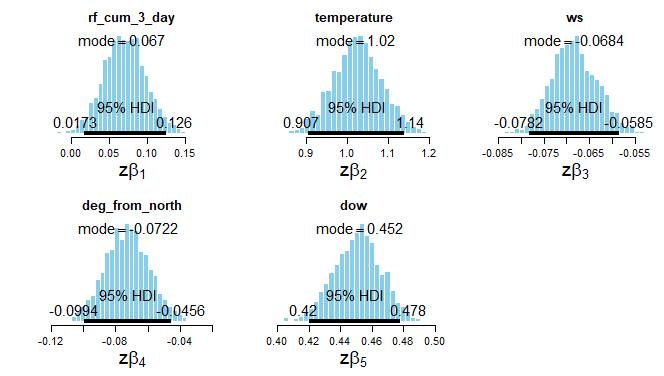 rf_cum_3_day
mode = 0.067
95% HDI
0.0173 0.126
0.00 0.05 0.10 0.15
zβ1
temperature
mode = 1.02
95% HDI
0.907 1.14
0.9 1.0 1.1 1.2
zβ2
ws
mode = -0.0684
95% HDI
-0.0782 -0.0585
-0.085 -0.075 -0.065 -0.055
zβ3
deg_from_north
mode = -0.0722
95% HDI
-0.0994 -0.0456
-0.12 -0.08 -0.04
zβ4
dow
mode = 0.452
95% HDI
0.42 0.478
0.40 0.42 0.44 0.46 0.48 0.50
zβ5